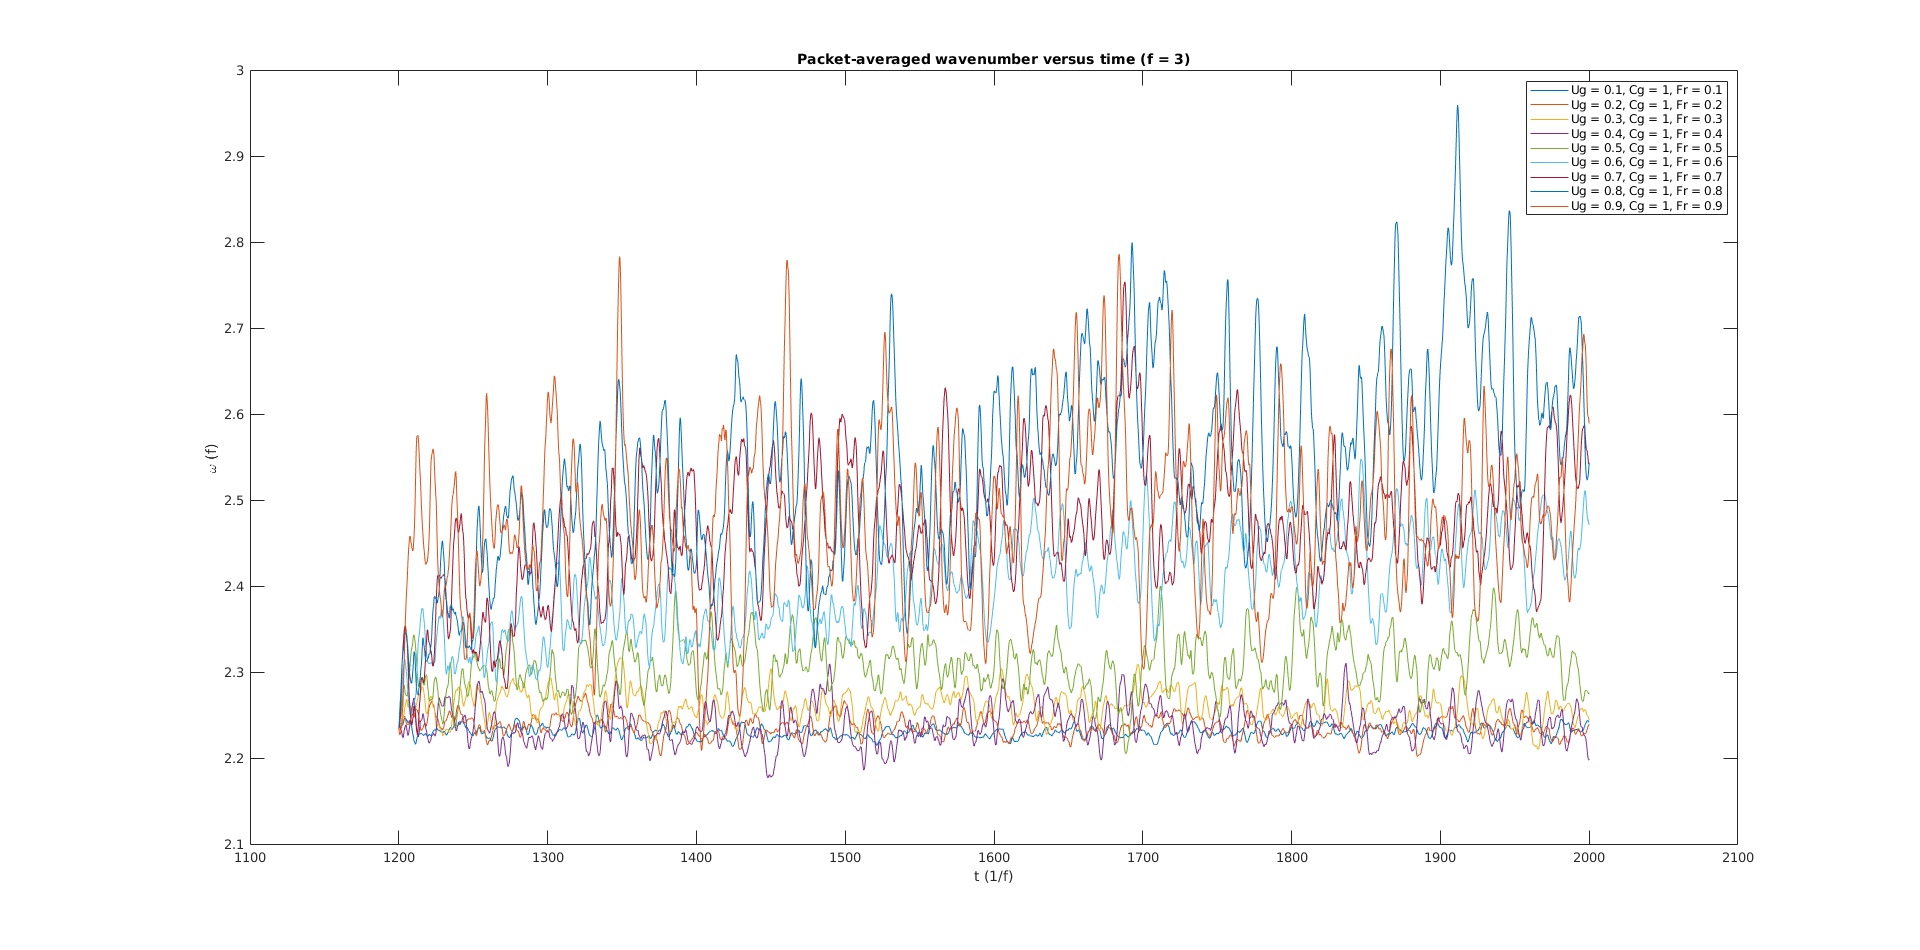 Packet-averaged wavenumber versus time (f = 3)
3
2.9
2.8
2.7
2.6
2.5
2.4
2.3
2.2
2.1
ω (f)
Ug = 0.1, Cg = 1, Fr = 0.1
Ug = 0.2, Cg = 1, Fr = 0.2
Ug = 0.3, Cg = 1, Fr = 0.3
Ug = 0.4, Cg = 1, Fr = 0.4
Ug = 0.5, Cg = 1, Fr = 0.5
Ug = 0.6, Cg = 1, Fr = 0.6
Ug = 0.7, Cg = 1, Fr = 0.7
Ug = 0.8, Cg = 1, Fr = 0.8
Ug = 0.9, Cg = 1, Fr = 0.9
1100 1200 1300 1400 1500 1600 1700 1800 1900 2000 2100
t (1/f)